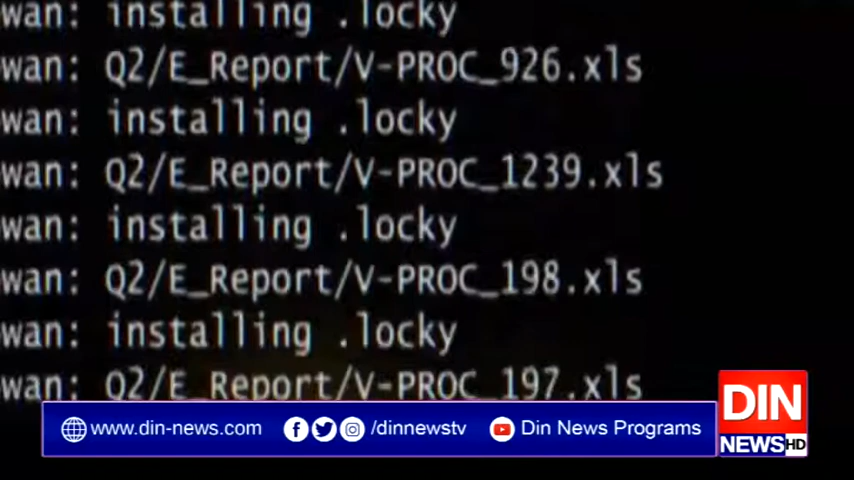 wan: installing .locky
wan: Q2/E_Report/V-PROC_926.xls
wan: installing .locky
wan: Q2/E_Report/V-PROC_1239.xls
wan: installing .locky
wan: Q2/E_Report/V-PROC_198.xls
wan: installing .locky
wan: Q2/E_Report/V-PROC_197.xls
www.din-news.com /dinnewstv Din News Programs
DIN
NEWS HD